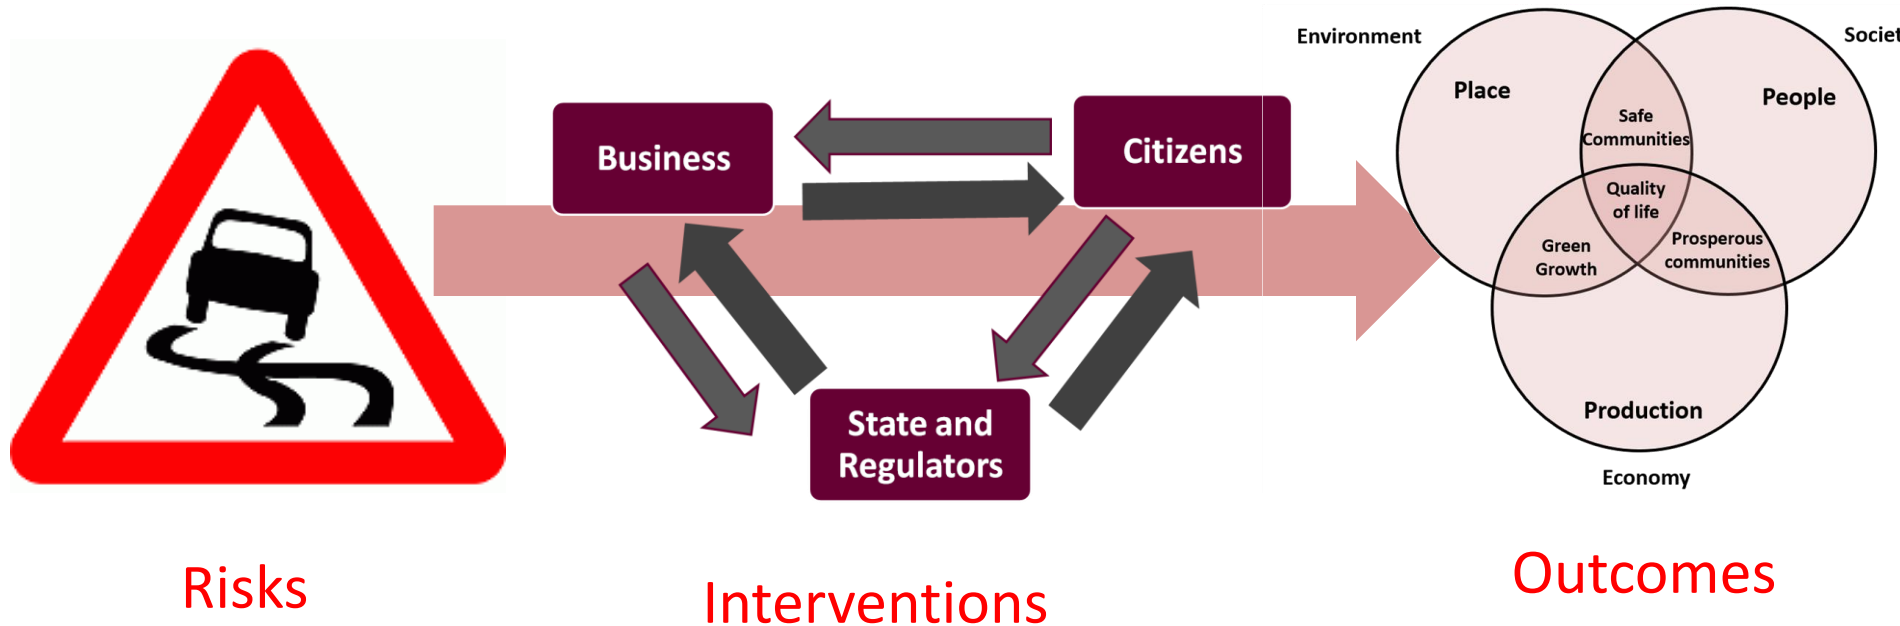 Environment
Societ
Place
People
Safe
Communities
Quality
of life
Green
Growth
Prosperous
communities
Production
Economy
Business
Citizens
State and
Regulators
Risks
Interventions
Outcomes